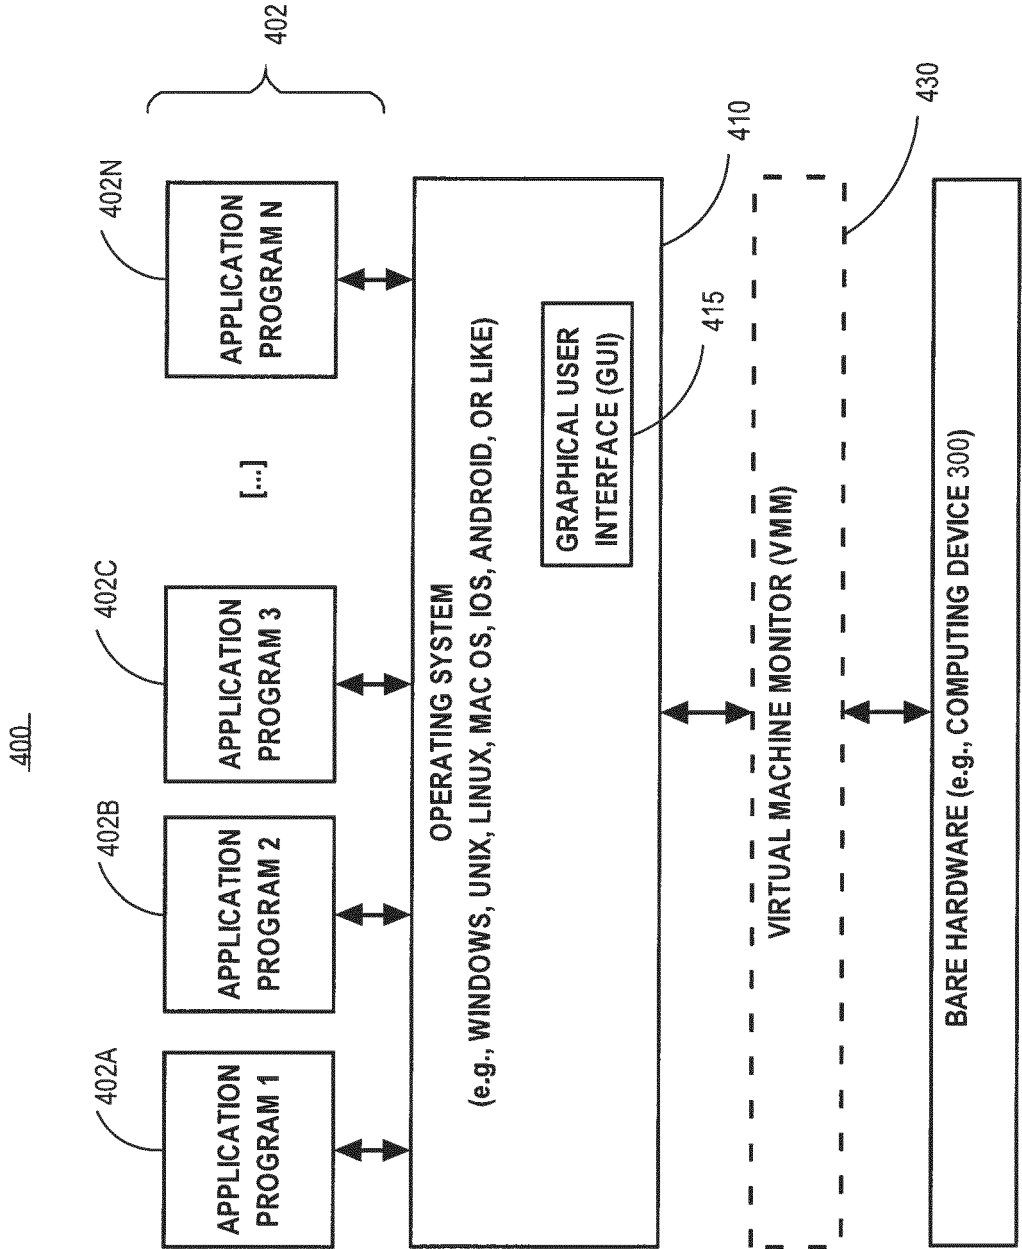 400
402
402A
402B
402C
402N
APPLICATION
PROGRAM 1
APPLICATION
PROGRAM 2
APPLICATION
PROGRAM 3
[...]
APPLICATION
PROGRAM N
OPERATING SYSTEM
(e.g., WINDOWS, UNIX, LINUX, MAC OS, IOS, ANDROID, OR LIKE)
410
GRAPHICAL USER
INTERFACE (GUI)
415
VIRTUAL MACHINE MONITOR (VMM)
430
BARE HARDWARE (e.g., COMPUTING DEVICE 300)